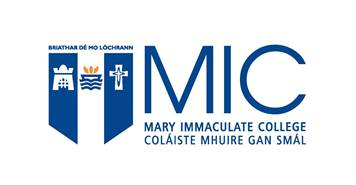 BRIATHAR DÉ MO LÓCHRANN
MIC
MARY IMMACULATE COLLEGE
COLÁISTE MHUIRE GAN SMÁL